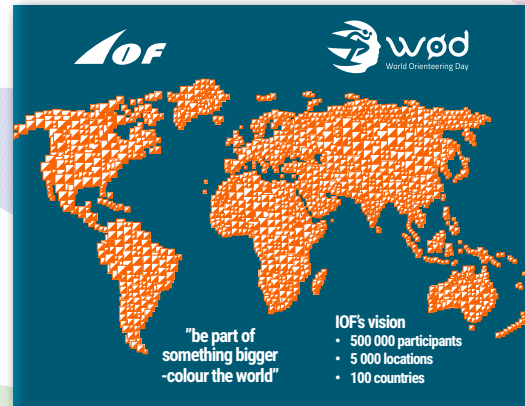 IOF
wød
World Orienteering Day
"be part of
something bigger
-colour the world"
IOF's vision
• 500 000 participants
• 5 000 locations
• 100 countries